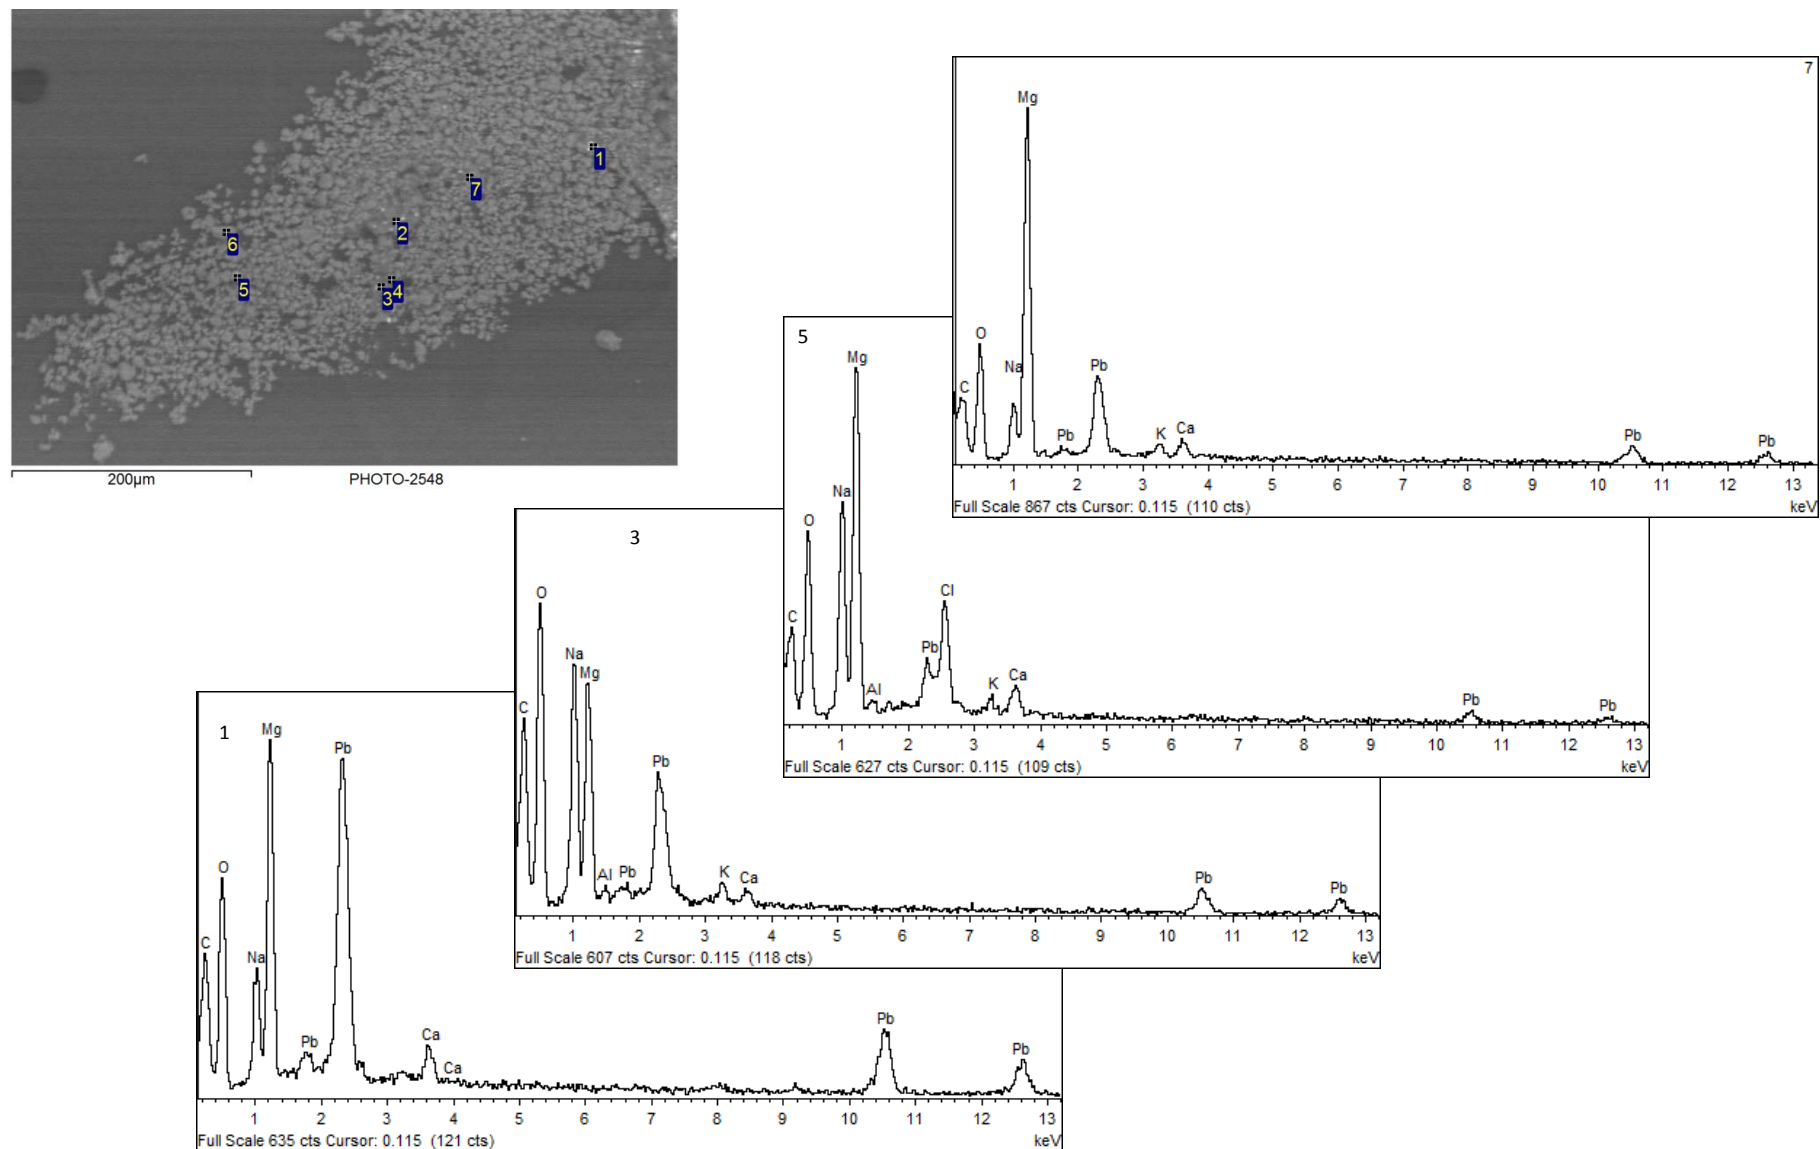 1
7
2
6
5
3
4
200µm
PHOTO-2548
7
Mg
O
Na
C
Pb
Pb
K
Ca
Pb
Pb
1 2 3 4 5 6 7 8 9 10 11 12 13
Full Scale 867 cts Cursor: 0.115 (110 cts)
keV
5
Mg
Na
O
C
Cl
Pb
Al
K
Ca
Pb
Pb
1 2 3 4 5 6 7 8 9 10 11 12 13
Full Scale 627 cts Cursor: 0.115 (109 cts)
keV
3
O
Na
Mg
C
Pb
Al
Pb
K
Ca
Pb
Pb
1 2 3 4 5 6 7 8 9 10 11 12 13
Full Scale 607 cts Cursor: 0.115 (118 cts)
keV
1
Mg
Pb
O
C
Na
Pb
Ca
Ca
Pb
Pb
1 2 3 4 5 6 7 8 9 10 11 12 13
Full Scale 635 cts Cursor: 0.115 (121 cts)
keV